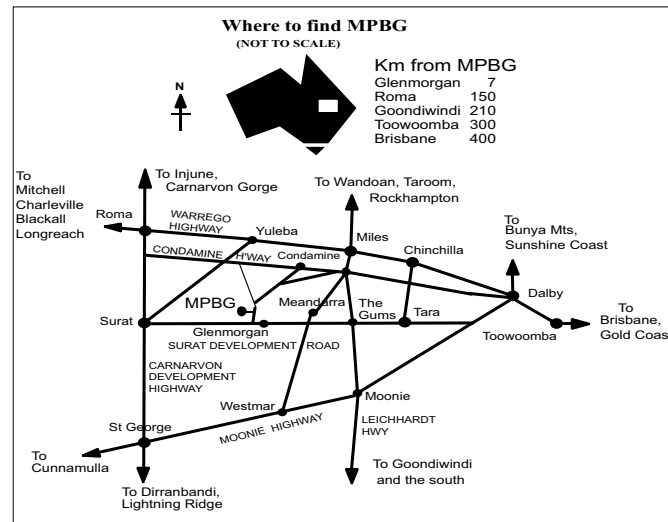 Where to find MPBG
(NOT TO SCALE)
N
Km from MPBG
Glenmorgan 7
Roma 150
Goondiwindi 210
Toowoomba 300
Brisbane 400
To
Mitchell
Charleville
Blackall
Longreach
To Injune,
Carnarvon Gorge
To Wandoan, Taroom,
Rockhampton
To
Bunya Mts,
Sunshine Coast
Roma
WARREGO
HIGHWAY
Yuleba
Miles
Chinchilla
CONDAMINE H'WAY
Condamine
Dalby
MPBG
Meandarra
The
Gums
Tara
Surat
Glenmorgan
SURAT DEVELOPMENT ROAD
Toowoomba
To
Brisbane,
Gold Coas
CARNARVON
DEVELOPMENT
HIGHWAY
Westmar
Moonie
MOONIE HIGHWAY
LEICHHARDT
HWY
St George
To
Cunnamulla
To Goondiwindi
and the south
To Dirranbandi,
Lightning Ridge